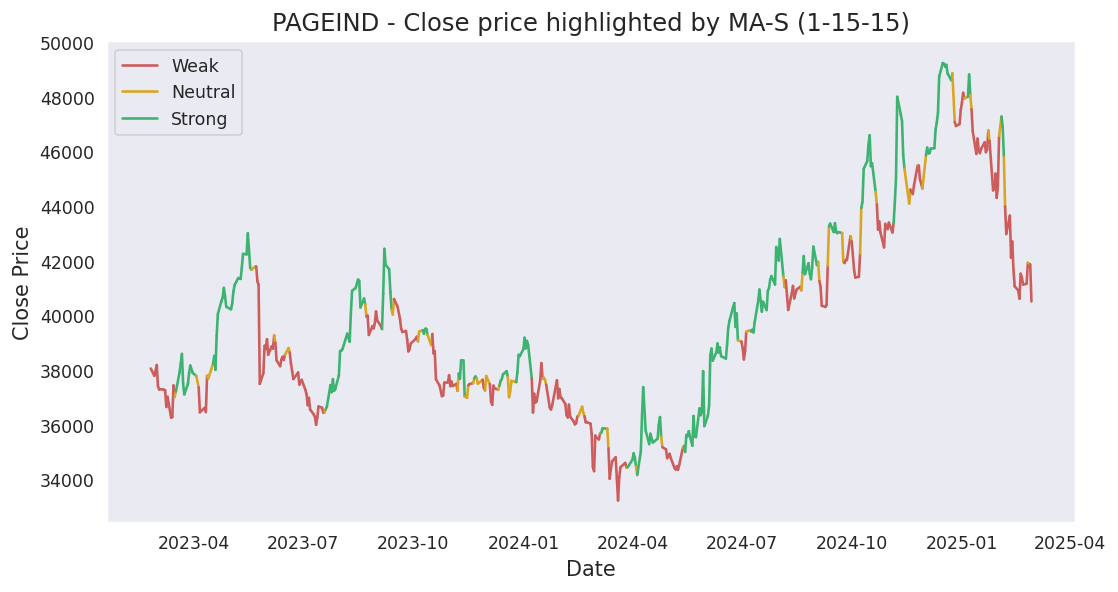 PAGEIND - Close price highlighted by MA-S (1-15-15)
Weak
Neutral
Strong
Close Price
50000
48000
46000
44000
42000
40000
38000
36000
34000
2023-04 2023-07 2023-10 2024-01 2024-04 2024-07 2024-10 2025-01 2025-04
Date